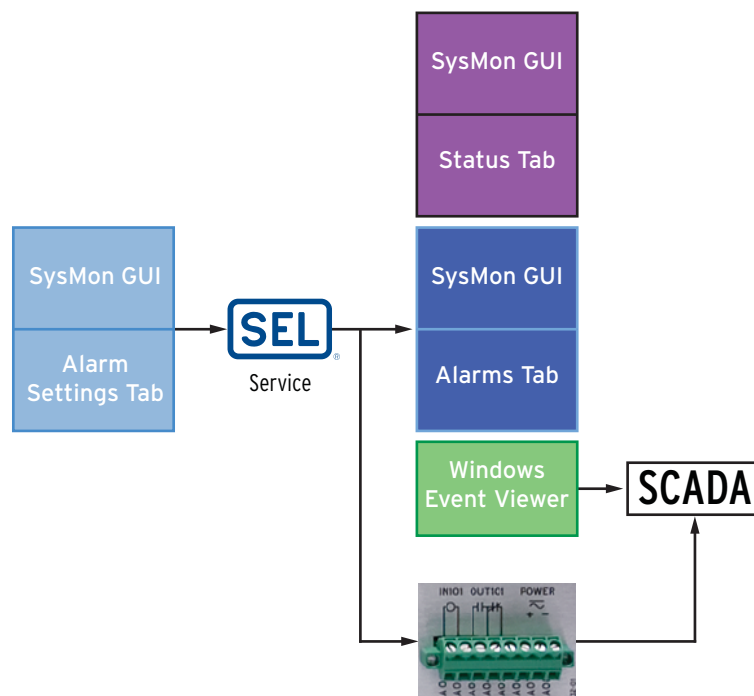 SysMon GUI
Status Tab
SysMon GUI
Alarm
Settings Tab
SEL
®
Service
SysMon GUI
Alarms Tab
Windows
Event Viewer
SCADA
IN101 OUT1C1 POWER
+ -